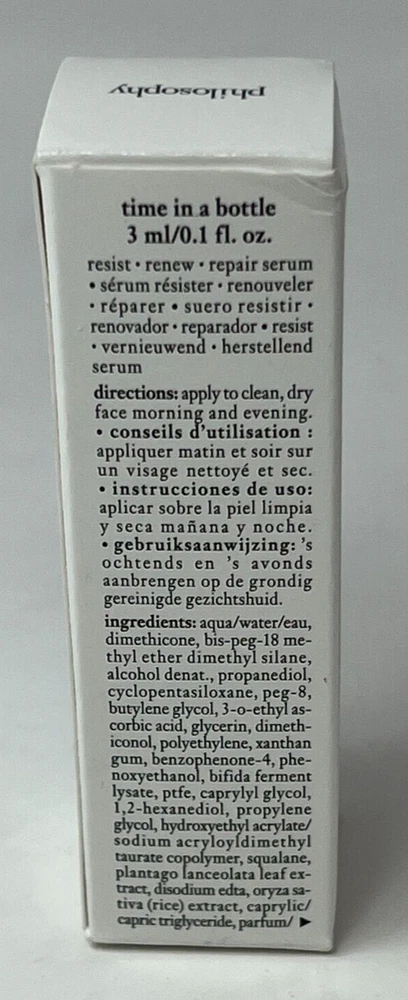 philosophy
time in a bottle
3 ml/0.1 fl. oz.
resist • renew • repair serum
• sérum résister • renouveler
• réparer • suero resistir •
renovador • reparador • resist
• vernieuwend • herstellend
serum
directions: apply to clean, dry
face morning and evening.
• conseils d'utilisation :
appliquer matin et soir sur
un visage nettoyé et sec.
• instrucciones de uso:
aplicar sobre la piel limpia
y seca mañana y noche.
• gebruiksaanwijzing: 's
ochtends en 's avonds
aanbrengen op de grondig
gereinigde gezichtshuid.
ingredients: aqua/water/eau,
dimethicone, bis-peg-18 me-
thyl ether dimethyl silane,
alcohol denat., propanediol,
cyclopentasiloxane, peg-8,
butylene glycol, 3-o-ethyl as-
corbic acid, glycerin, dimeth-
iconol, polyethylene, xanthan
gum, benzophenone-4, phe-
noxyethanol, bifida ferment
lysate, ptfe, caprylyl glycol,
1,2-hexanediol, propylene
glycol, hydroxyethyl acrylate/
sodium acryloyldimethyl
taurate copolymer, squalane,
plantago lanceolata leaf ex-
tract, disodium edta, oryza sa-
tiva (rice) extract, caprylic/
capric triglyceride, parfum/ ▶